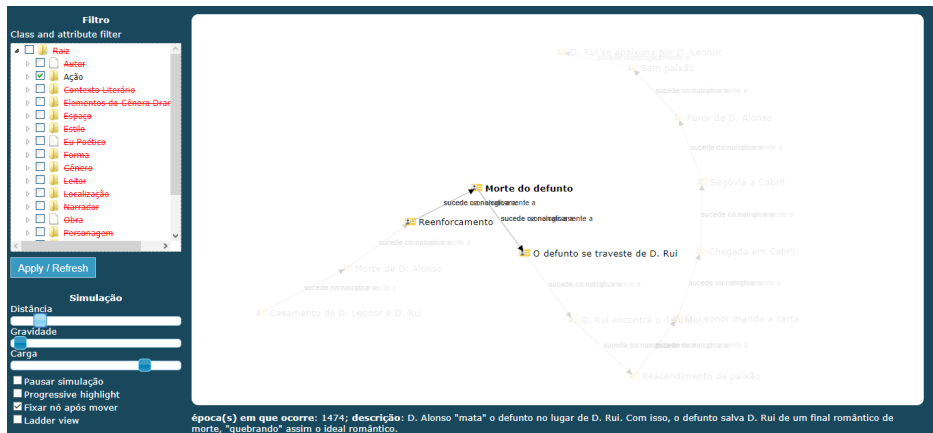 Filtro
Class and attribute filter
Raiz
Autor
Ação
Contexto Literário
Elementos do Gênero Drar
Espaço
Estilo
Eu Poético
Forma
Gênero
Leitor
Localização
Narrador
Obra
Personagem
Apply / Refresh
Simulação
Distância
Gravidade
Carga
Pausar simulação
Progressive highlight
Fixar nó após mover
Ladder view
D. Rui se apaixona por D. Leonor
Sem paixão
Furor de D. Alonso
Segóvia a Cabril
Morte do defunto
Reenforcamento
O defunto se traveste de D. Rui
Chegada em Cabril
Morte de D. Alonso
Casamento de D. Leonor e D. Rui
D. Rui encontra o defunto
D. Leonor manda a carta
Reacendimento da paixão
época(s) em que ocorre: 1474; descrição: D. Alonso "mata" o defunto no lugar de D. Rui. Com isso, o defunto salva D. Rui de um final romântico de
morte, "quebrando" assim o ideal romântico.